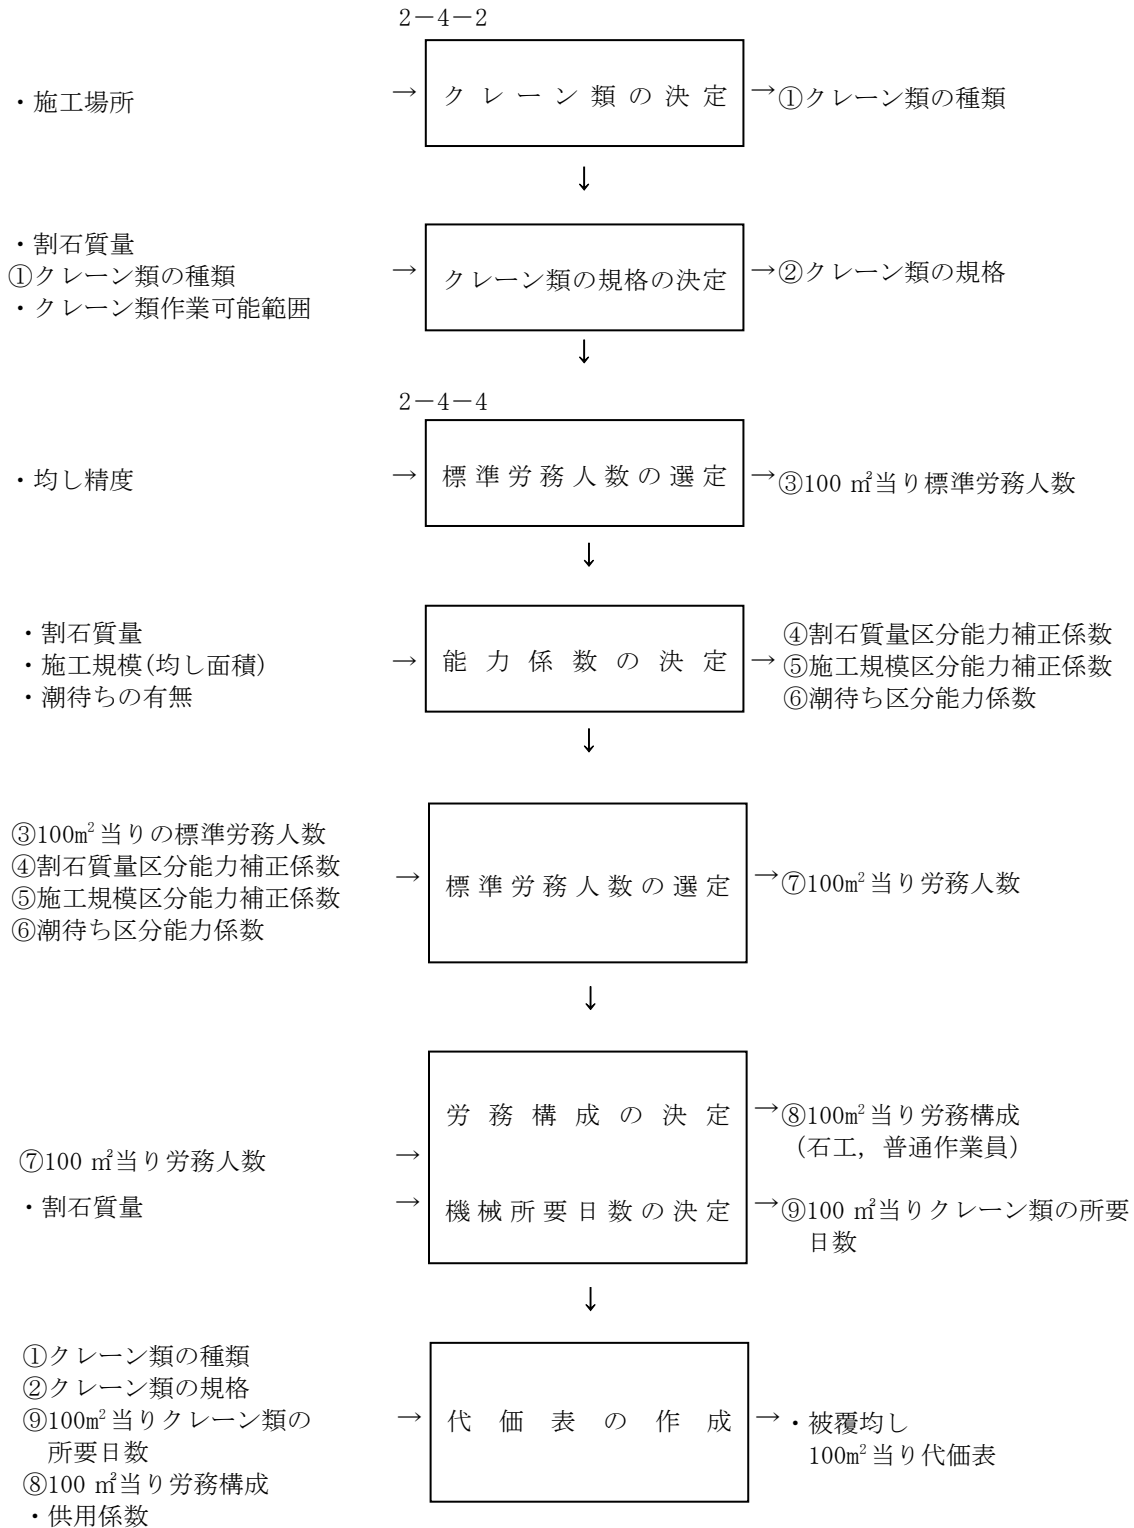 2－4－2
・施工場所
→
クレーン類の決定
→①クレーン類の種類
↓
・割石質量
①クレーン類の種類
・クレーン類作業可能範囲
→
クレーン類の規格の決定
→②クレーン類の規格
↓
2－4－4
・均し精度
→
標準労務人数の選定
→③100 ㎡当り標準労務人数
↓
・割石質量
・施工規模(均し面積)
・潮待ちの有無
→
能力係数の決定
→
④割石質量区分能力補正係数
⑤施工規模区分能力補正係数
⑥潮待ち区分能力係数
↓
③100m²当りの標準労務人数
④割石質量区分能力補正係数
⑤施工規模区分能力補正係数
⑥潮待ち区分能力係数
→
標準労務人数の選定
→⑦100m²当り労務人数
↓
⑦100 ㎡当り労務人数
・割石質量
→
→
労務構成の決定
機械所要日数の決定
→⑧100m²当り労務構成
（石工，普通作業員）
→⑨100 ㎡当りクレーン類の所要
日数
↓
①クレーン類の種類
②クレーン類の規格
⑨100m²当りクレーン類の
所要日数
⑧100 ㎡当り労務構成
・供用係数
→
代価表の作成
→・被覆均し
100m²当り代価表